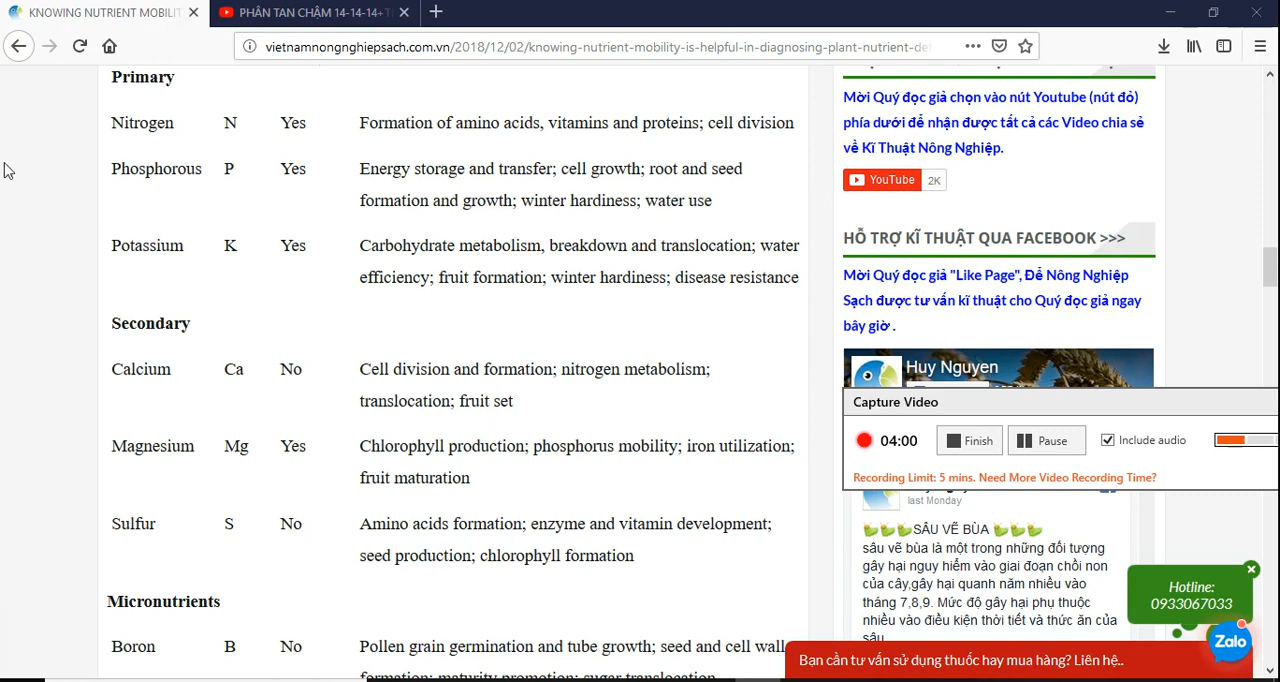 KNOWING NUTRIENT MOBILIT
PHÂN TAN CHẬM 14-14-14+T
vietnamnongnghiepsach.com.vn/2018/12/02/knowing-nutrient-mobility-is-helpful-in-diagnosing-plant-nutrient-de
Primary
Nitrogen N Yes Formation of amino acids, vitamins and proteins; cell division
Phosphorous P Yes Energy storage and transfer; cell growth; root and seed
formation and growth; winter hardiness; water use
Potassium K Yes Carbohydrate metabolism, breakdown and translocation; water
efficiency; fruit formation; winter hardiness; disease resistance
Secondary
Calcium Ca No Cell division and formation; nitrogen metabolism;
translocation; fruit set
Magnesium Mg Yes Chlorophyll production; phosphorus mobility; iron utilization;
fruit maturation
Sulfur S No Amino acids formation; enzyme and vitamin development;
seed production; chlorophyll formation
Micronutrients
Boron B No Pollen grain germination and tube growth; seed and cell wall
formation; maturity promotion; sugar translocation
Mời Quý đọc giả chọn vào nút Youtube (nút đỏ)
phía dưới để nhận được tất cả các Video chia sẻ
về Kĩ Thuật Nông Nghiệp.
YouTube 2K
HỖ TRỢ KĨ THUẬT QUA FACEBOOK >>>
Mời Quý đọc giả "Like Page", Để Nông Nghiệp
Sạch được tư vấn kĩ thuật cho Quý đọc giả ngay
bây giờ .
Huy Nguyen
Capture Video
04:00 Finish Pause Include audio
Recording Limit: 5 mins. Need More Video Recording Time?
last Monday
SÂU VẼ BÙA
sâu vẽ bùa là một trong những đối tượng
gây hại nguy hiểm vào giai đoạn chồi non
của cây,gây hại quanh năm nhiều vào
tháng 7,8,9. Mức độ gây hại phụ thuộc
nhiều vào điều kiện thời tiết và thức ăn của
sâu
Hotline:
0933067033
Zalo
Bạn cần tư vấn sử dụng thuốc hay mua hàng? Liên hệ..